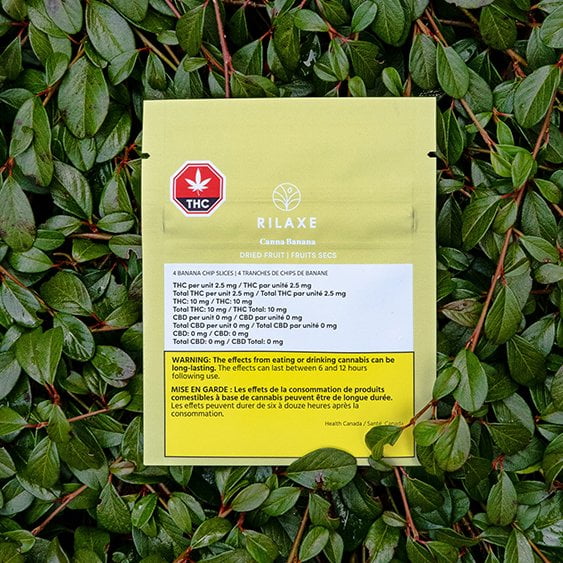 THC
RILAXE
Canna Banana
DRIED FRUIT | FRUITS SECS
4 BANANA CHIP SLICES | 4 TRANCHES DE CHIPS DE BANANE
THC per unit 2.5 mg / THC par unité 2.5 mg
Total THC per unit 2.5 mg / Total THC par unité 2.5 mg
THC: 10 mg / THC: 10 mg
Total THC: 10 mg / THC Total: 10 mg
CBD per unit 0 mg / CBD par unité 0 mg
Total CBD per unit 0 mg / Total CBD par unité 0 mg
CBD: 0 mg / CBD: 0 mg
Total CBD: 0 mg / CBD Total: 0 mg
WARNING: The effects from eating or drinking cannabis can be
long-lasting. The effects can last between 6 and 12 hours
following use.
MISE EN GARDE : Les effets de la consommation de produits
comestibles à base de cannabis peuvent être de longue durée.
Les effets peuvent durer de six à douze heures après la
consommation.
Health Canada / Santé Canada